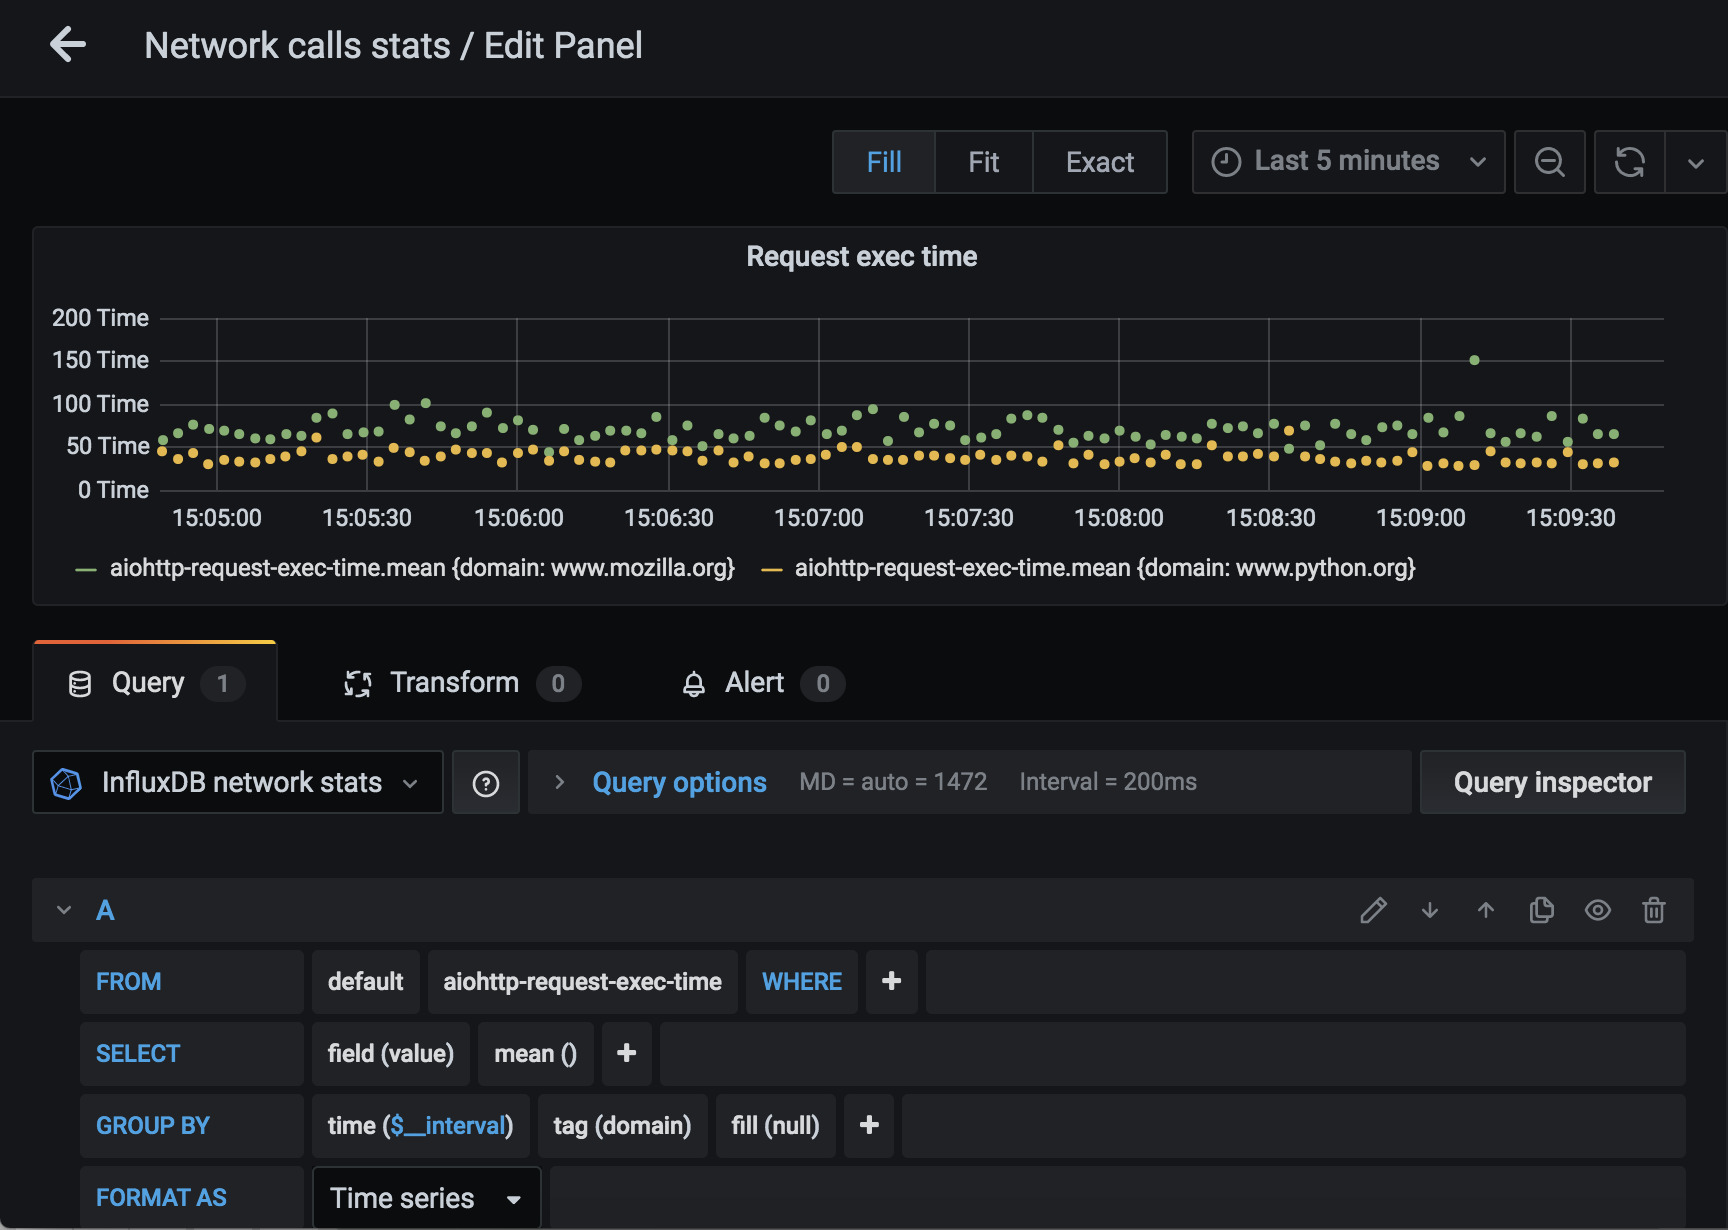 Network calls stats / Edit Panel
Fill Fit Exact Last 5 minutes
Request exec time
200 Time
150 Time
100 Time
50 Time
0 Time
15:05:00 15:05:30 15:06:00 15:06:30 15:07:00 15:07:30 15:08:00 15:08:30 15:09:00 15:09:30
aiohttp-request-exec-time.mean {domain: www.mozilla.org} aiohttp-request-exec-time.mean {domain: www.python.org}
Query 1 Transform 0 Alert 0
InfluxDB network stats Query options MD = auto = 1472 Interval = 200ms Query inspector
A
FROM default aiohttp-request-exec-time WHERE +
SELECT field (value) mean () +
GROUP BY time ($__interval) tag (domain) fill (null) +
FORMAT AS Time series